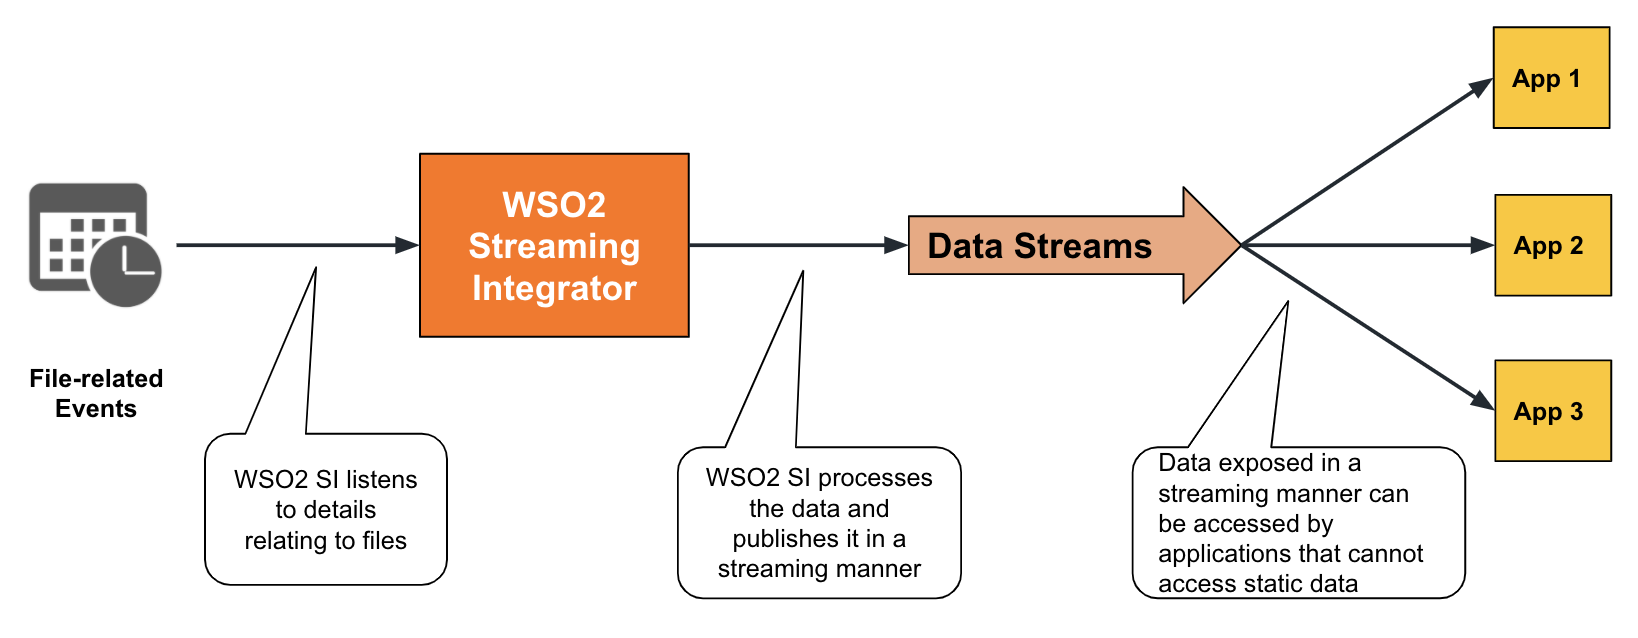 App 1
WSO2
Streaming
Integrator
Data Streams
App 2
File-related
Events
App 3
WSO2 SI listens
to details
relating to files
WSO2 SI processes
the data and
publishes it in a
streaming manner
Data exposed in a
streaming manner can
be accessed by
applications that cannot
access static data